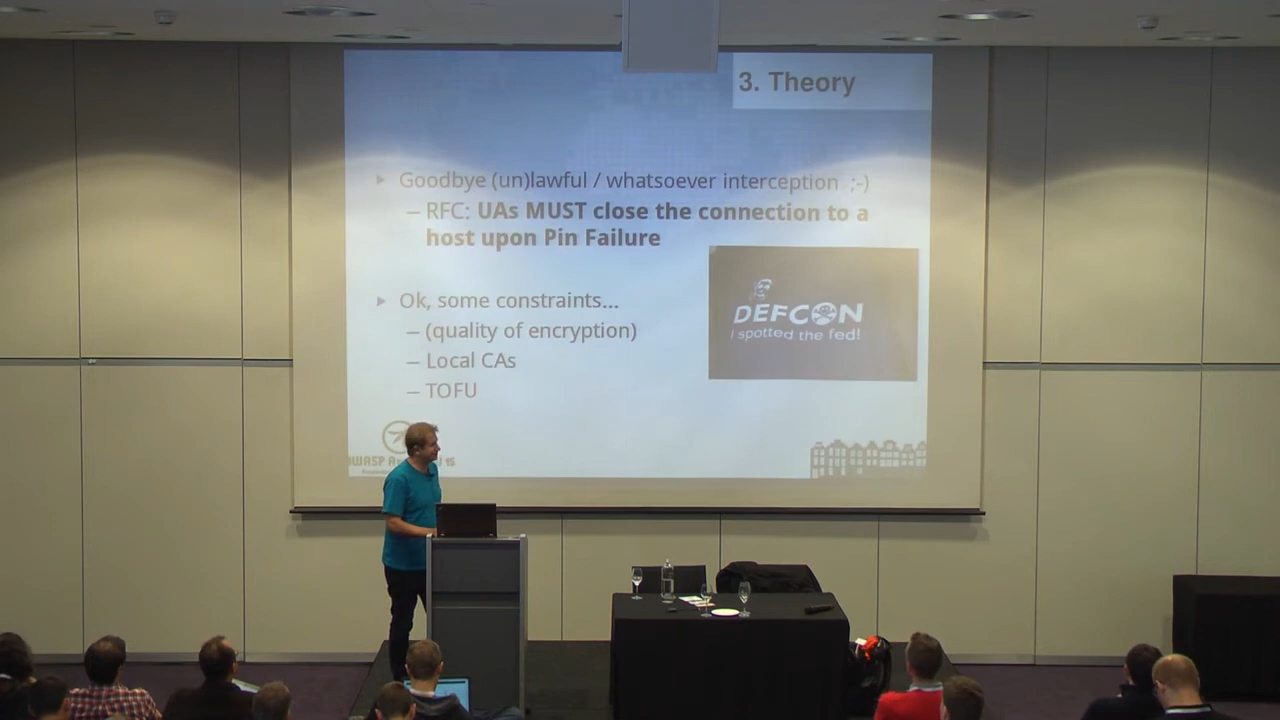 3. Theory
Goodbye (un)lawful / whatsoever interception ;-)
– RFC: UAs MUST close the connection to a
host upon Pin Failure
Ok, some constraints...
– (quality of encryption)
– Local CAs
– TOFU
DEFCON
I spotted the fed!